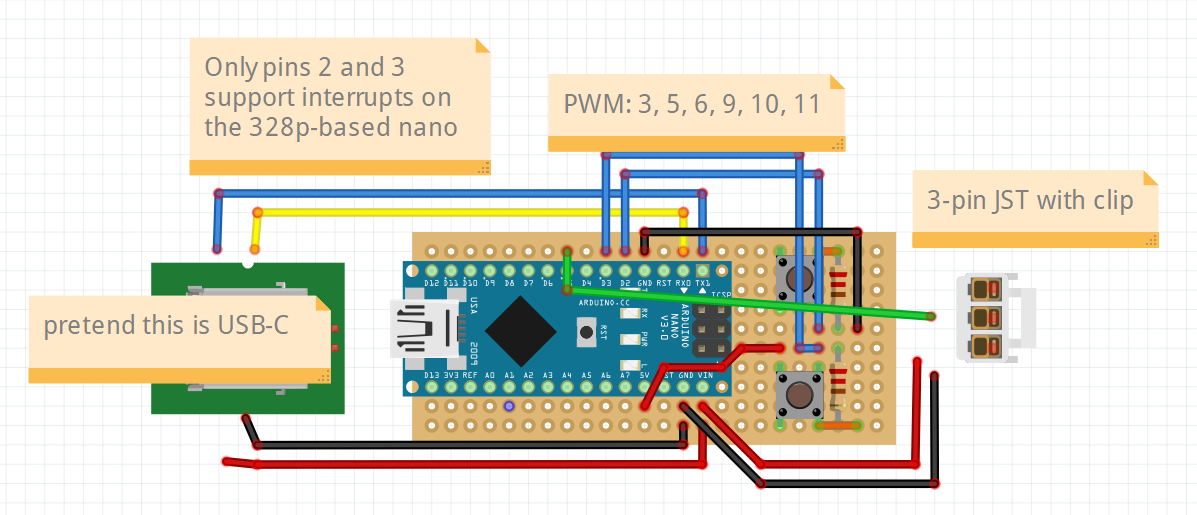 Only pins 2 and 3
support interrupts on
the 328p-based nano
PWM: 3, 5, 6, 9, 10, 11
3-pin JST with clip
pretend this is USB-C
D12 D11 D10 D9 D8 D7 D6 D4 D3 D2 GND RST RX0 TX1
ARDUINO.CC
ICSP
USA
2009
RST
RX
PWR
L
ARDUINO
NANO
V3.0
D13 3V3 REF A0 A1 A2 A3 A4 A5 A6 A7 5V RST GND VIN